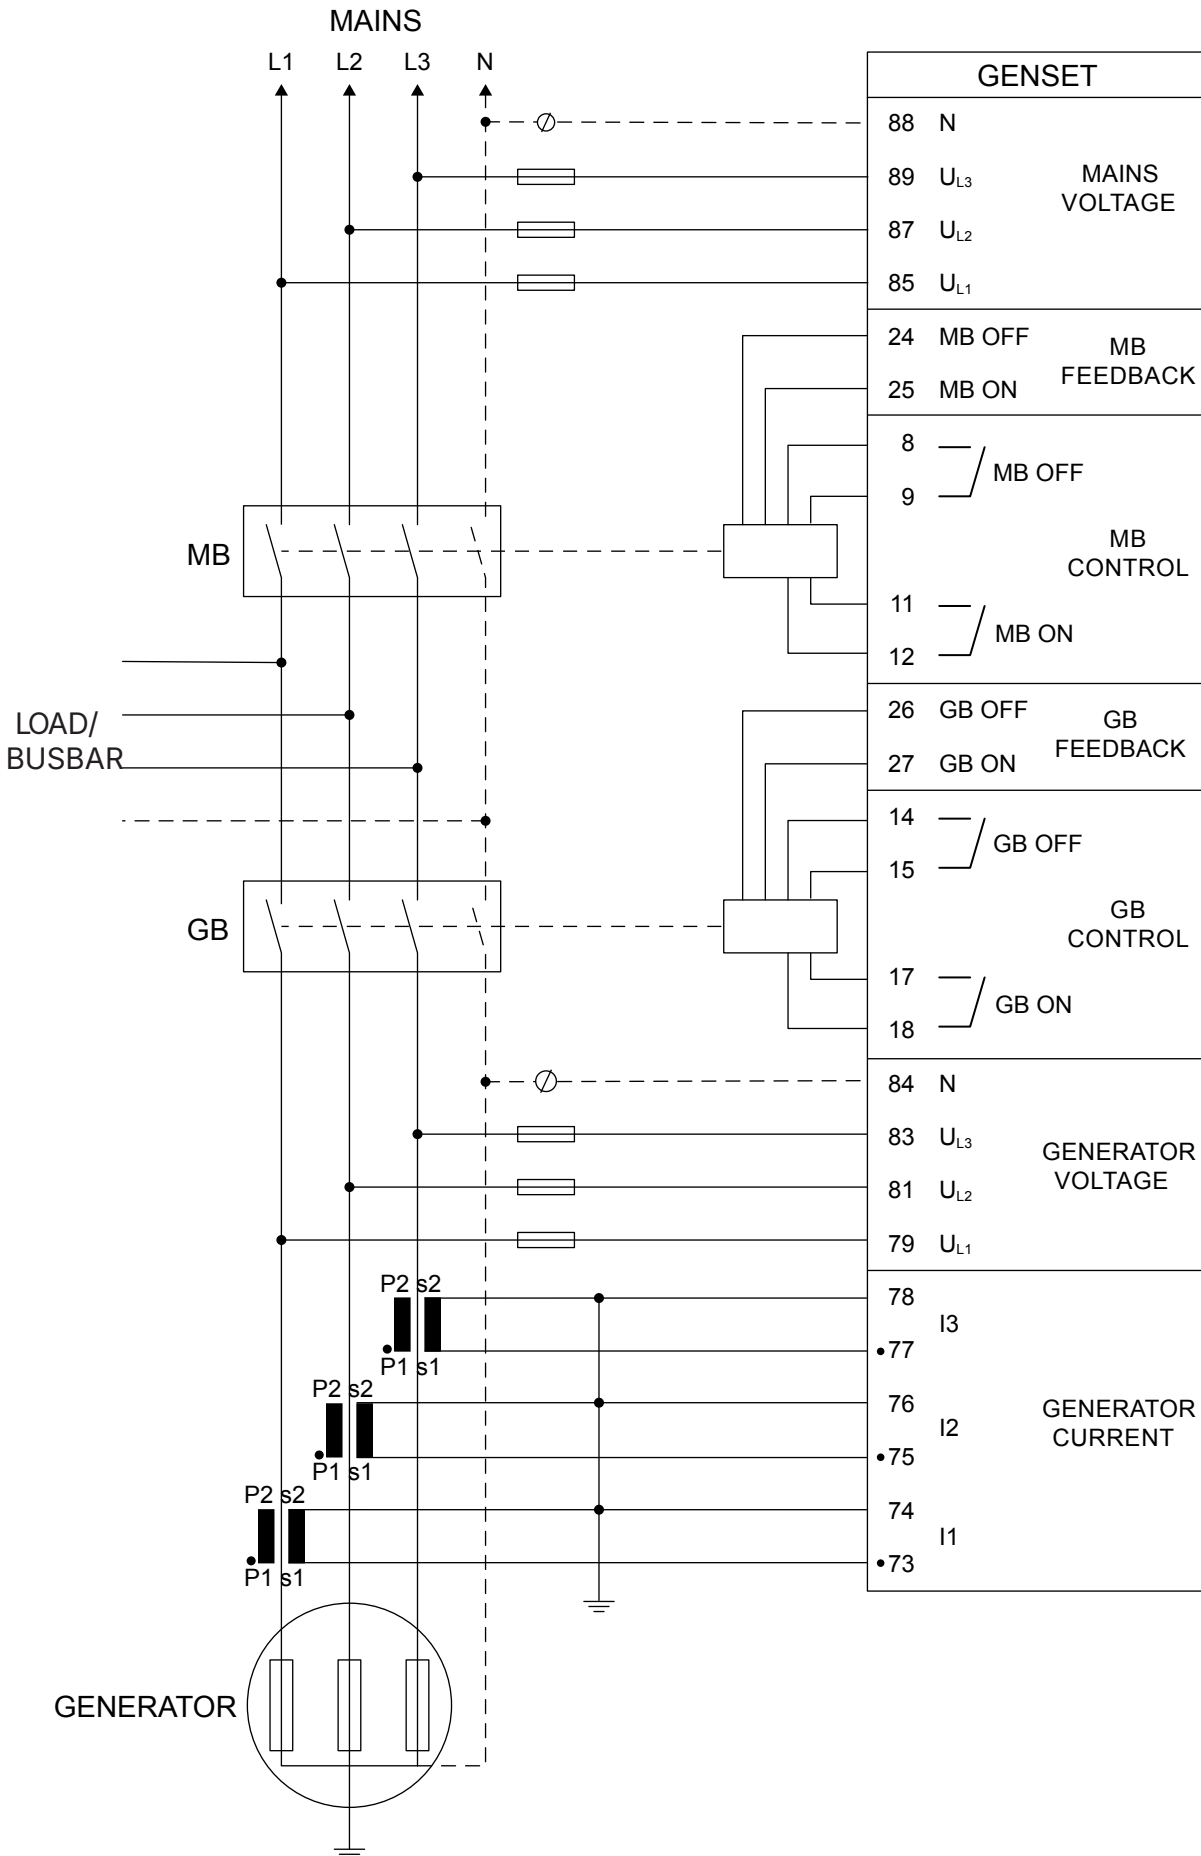 MAINS
L1 L2 L3 N
GENSET
88 N
89 UL3
87 UL2
85 UL1
MAINS
VOLTAGE
24 MB OFF
25 MB ON
MB
FEEDBACK
8
9
MB OFF
MB
CONTROL
11
12
MB ON
MB
LOAD/
BUSBAR
26 GB OFF
27 GB ON
GB
FEEDBACK
14
15
GB OFF
GB
CONTROL
17
18
GB ON
GB
84 N
83 UL3
81 UL2
79 UL1
GENERATOR
VOLTAGE
P2 s2
P1 s1
78
I3
•77
P2 s2
P1 s1
76
I2
•75
GENERATOR
CURRENT
P2 s2
P1 s1
74
I1
•73
GENERATOR